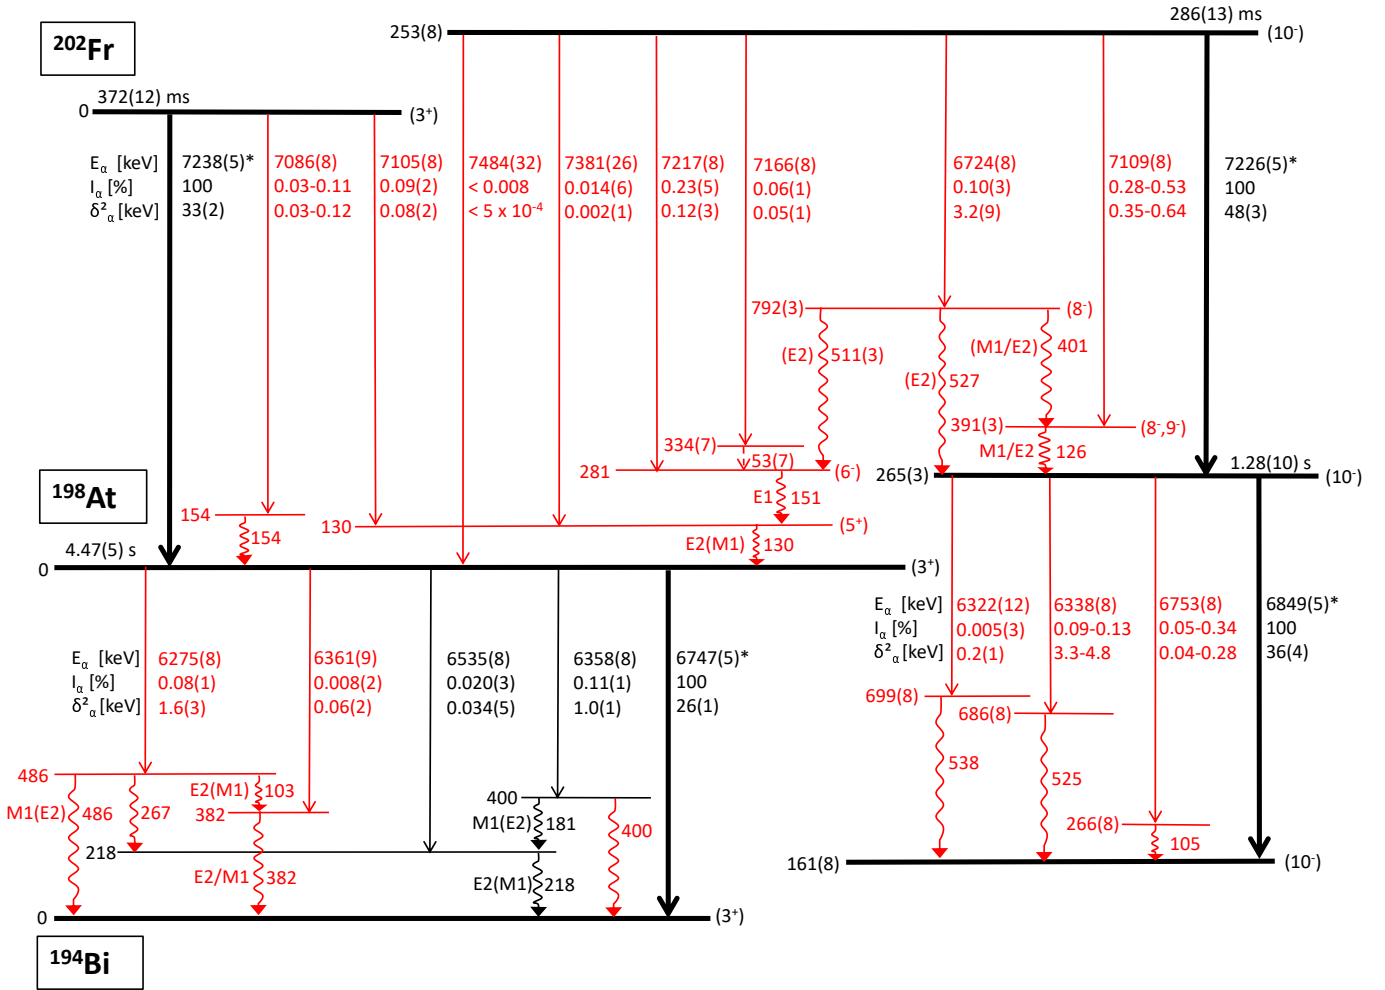 286(13) ms
253(8)
(10⁻)
²⁰²Fr
372(12) ms
0
(3⁺)
E_α [keV] 7238(5)* 7086(8) 7105(8) 7484(32) 7381(26) 7217(8) 7166(8) 6724(8) 7109(8) 7226(5)*
I_α [%] 100 0.03-0.11 0.09(2) < 0.008 0.014(6) 0.23(5) 0.06(1) 0.10(3) 0.28-0.53 100
δ²_α [keV] 33(2) 0.03-0.12 0.08(2) < 5 x 10⁻⁴ 0.002(1) 0.12(3) 0.05(1) 3.2(9) 0.35-0.64 48(3)
792(3) (8⁻)
(E2) 511(3) (E2) 527 (M1/E2) 401
391(3) (8⁻,9⁻)
334(7)
53(7)
M1/E2 126
281 (6⁻)
265(3) 1.28(10) s (10⁻)
¹⁹⁸At
E1 151
154
154
130 (5⁺)
E2(M1) 130
4.47(5) s
0 (3⁺)
E_α [keV] 6322(12) 6338(8) 6753(8) 6849(5)*
I_α [%] 0.005(3) 0.09-0.13 0.05-0.34 100
δ²_α [keV] 0.2(1) 3.3-4.8 0.04-0.28 36(4)
E_α [keV] 6275(8) 6361(9) 6535(8) 6358(8) 6747(5)*
I_α [%] 0.08(1) 0.008(2) 0.020(3) 0.11(1) 100
δ²_α [keV] 1.6(3) 0.06(2) 0.034(5) 1.0(1) 26(1)
699(8)
686(8)
538
525
266(8)
105
161(8) (10⁻)
486
M1(E2) 486 267 E2(M1) 103
382
400
M1(E2) 181 400
218
E2/M1 382
E2(M1) 218
0 (3⁺)
¹⁹⁴Bi